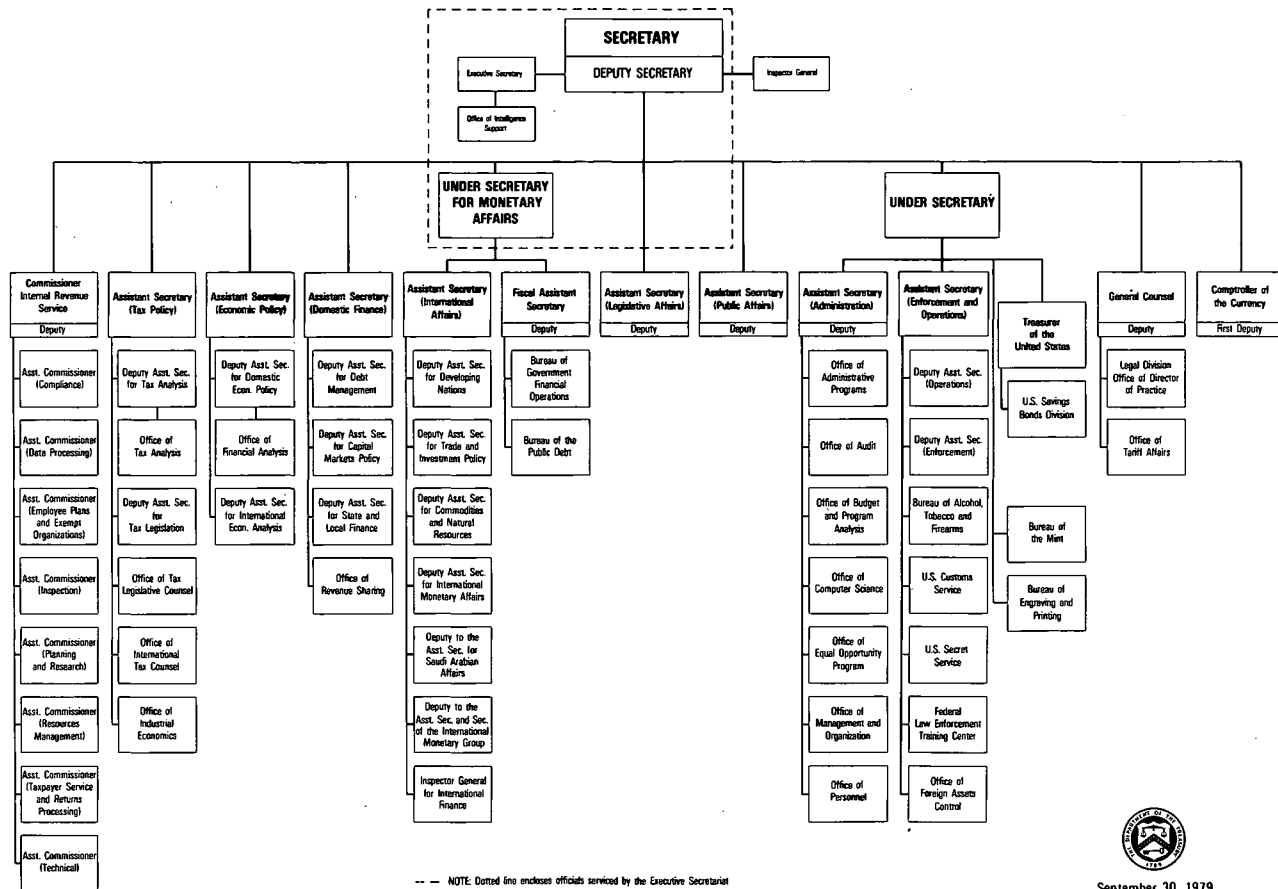 SECRETARY
DEPUTY SECRETARY
Executive Secretary
Inspector General
Office of Intelligence
Support
UNDER SECRETARY
FOR MONETARY
AFFAIRS
UNDER SECRETARY
Commissioner
Internal Revenue
Service
Deputy
Assistant Secretary
(Tax Policy)
Deputy
Assistant Secretary
(Economic Policy)
Deputy
Assistant Secretary
(Domestic Finance)
Deputy
Assistant Secretary
(International
Affairs)
Deputy
Fiscal Assistant
Secretary
Deputy
Assistant Secretary
(Legislative Affairs)
Deputy
Assistant Secretary
(Public Affairs)
Deputy
Assistant Secretary
(Administration)
Deputy
Assistant Secretary
(Enforcement and
Operations)
Treasurer
of the
United States
General Counsel
Deputy
Comptroller of
the Currency
First Deputy
Asst. Commissioner
(Compliance)
Asst. Commissioner
(Data Processing)
Asst. Commissioner
(Employee Plans
and Exempt
Organizations)
Asst. Commissioner
(Inspection)
Asst. Commissioner
(Planning
and Research)
Asst. Commissioner
(Resources
Management)
Asst. Commissioner
(Taxpayer Service
and Returns
Processing)
Asst. Commissioner
(Technical)
Deputy Asst. Sec.
for Tax Analysis
Office of
Tax Analysis
Deputy Asst. Sec.
for
Tax Legislation
Office of Tax
Legislative Counsel
Office of
International
Tax Counsel
Office of
Industrial
Economics
Deputy Asst. Sec.
for Domestic
Econ. Policy
Office of
Financial Analysis
Deputy Asst. Sec.
for International
Econ. Analysis
Deputy Asst. Sec.
for Debt
Management
Deputy Asst. Sec.
for Capital
Markets Policy
Deputy Asst. Sec.
for State and
Local Finance
Office of
Revenue Sharing
Deputy Asst. Sec.
for Developing
Nations
Deputy Asst. Sec.
for Trade and
Investment Policy
Deputy Asst. Sec.
for Commodities
and Natural
Resources
Deputy Asst. Sec.
for International
Monetary Affairs
Deputy to the
Asst. Sec. for
Saudi Arabian
Affairs
Deputy to the
Asst. Sec. and Sec.
of the International
Monetary Group
Inspector General
for International
Finance
Bureau of
Government
Financial
Operations
Bureau of the
Public Debt
Office of
Administrative
Programs
Office of Audit
Office of Budget
and Program
Analysis
Office of
Computer Science
Office of
Equal Opportunity
Program
Office of
Management and
Organization
Office of
Personnel
Deputy Asst. Sec.
(Operations)
Deputy Asst. Sec.
(Enforcement)
Bureau of Alcohol,
Tobacco and
Firearms
U.S. Customs
Service
U.S. Secret
Service
Federal
Law Enforcement
Training Center
Office of
Foreign Assets
Control
U.S. Savings
Bonds Division
Bureau of
the Mint
Bureau of
Engraving and
Printing
Legal Division
Office of Director
of Practice
Office of
Tariff Affairs
-- — NOTE: Dotted line encloses officials serviced by the Executive Secretariat
THE DEPARTMENT OF THE TREASURY
1789
September 30, 1979